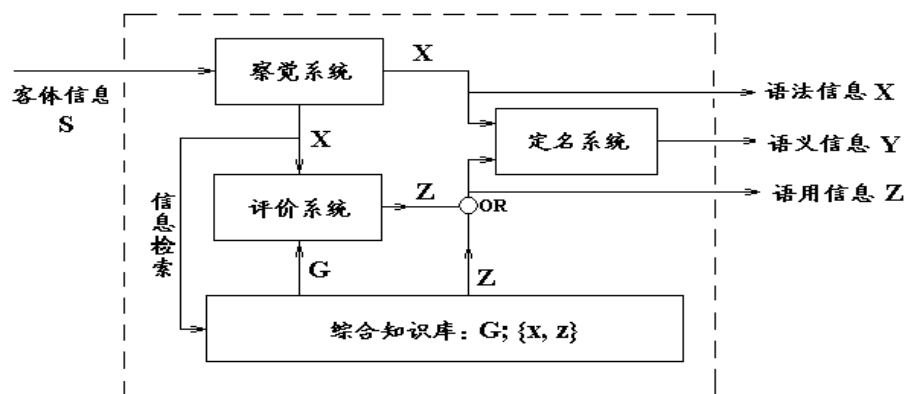 察觉系统
X
客体信息
S
语法信息 X
X
定名系统
语义信息 Y
信息检索
评价系统
Z
OR
语用信息 Z
G
Z
综合知识库：G; {x, z}